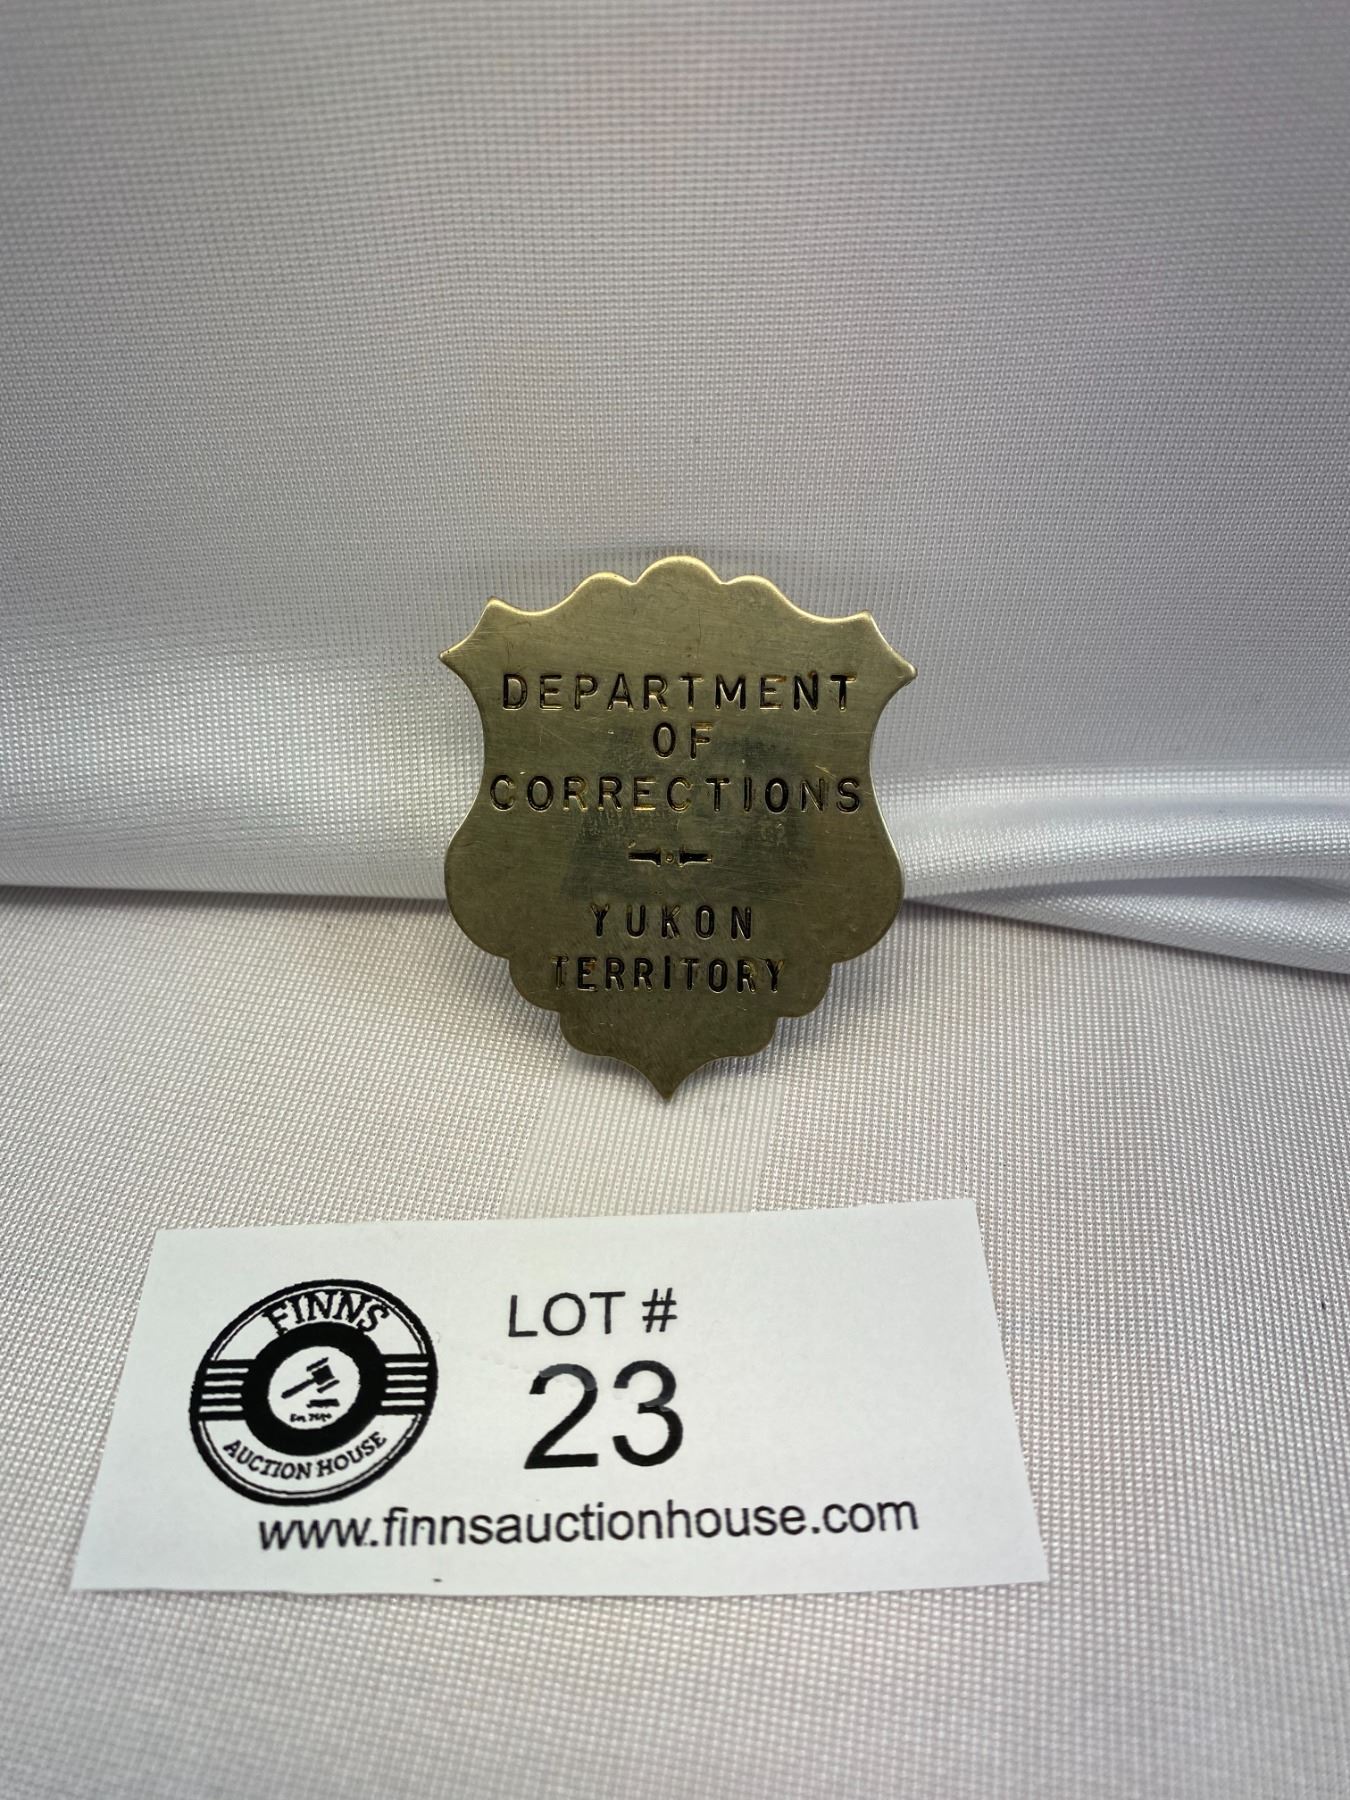 DEPARTMENT
OF
CORRECTIONS
YUKON
TERRITORY
FINNS
AUCTION HOUSE
LOT #
23
www.finnsauctionhouse.com